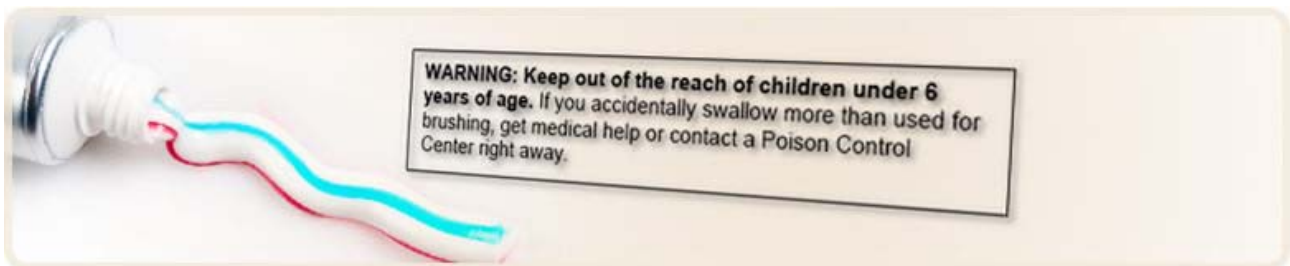 WARNING: Keep out of the reach of children under 6
years of age. If you accidentally swallow more than used for
brushing, get medical help or contact a Poison Control
Center right away.